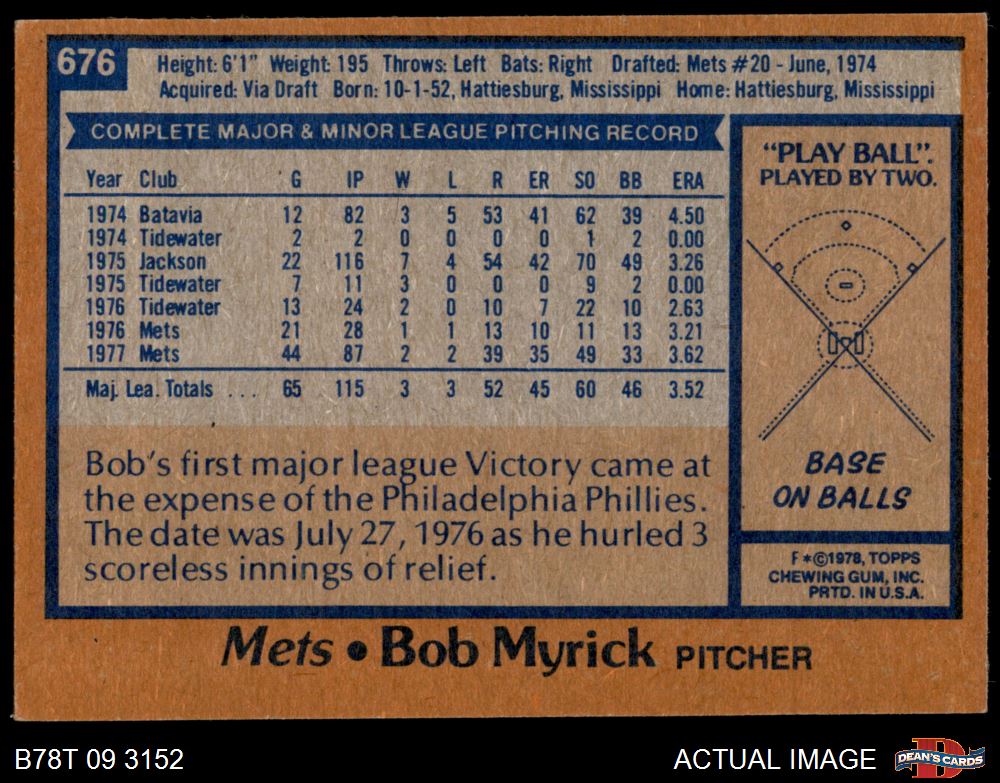 676
Height: 6'1" Weight: 195 Throws: Left Bats: Right Drafted: Mets #20 - June, 1974
Acquired: Via Draft Born: 10-1-52, Hattiesburg, Mississippi Home: Hattiesburg, Mississippi
COMPLETE MAJOR & MINOR LEAGUE PITCHING RECORD
Year Club G IP W L R ER SO BB ERA
1974 Batavia 12 82 3 5 53 41 62 39 4.50
1974 Tidewater 2 2 0 0 0 0 1 2 0.00
1975 Jackson 22 116 7 4 54 42 70 49 3.26
1975 Tidewater 7 11 3 0 0 0 9 2 0.00
1976 Tidewater 13 24 2 0 10 7 22 10 2.63
1976 Mets 21 28 1 1 13 10 11 13 3.21
1977 Mets 44 87 2 2 39 35 49 33 3.62
Maj. Lea. Totals . . . 65 115 3 3 52 45 60 46 3.52
Bob's first major league Victory came at
the expense of the Philadelphia Phillies.
The date was July 27, 1976 as he hurled 3
scoreless innings of relief.
"PLAY BALL".
PLAYED BY TWO.
BASE
ON BALLS
F*©1978, TOPPS
CHEWING GUM, INC.
PRTD. IN U.S.A.
Mets • Bob Myrick PITCHER
B78T 09 3152
ACTUAL IMAGE
D
DEAN'S CARDS